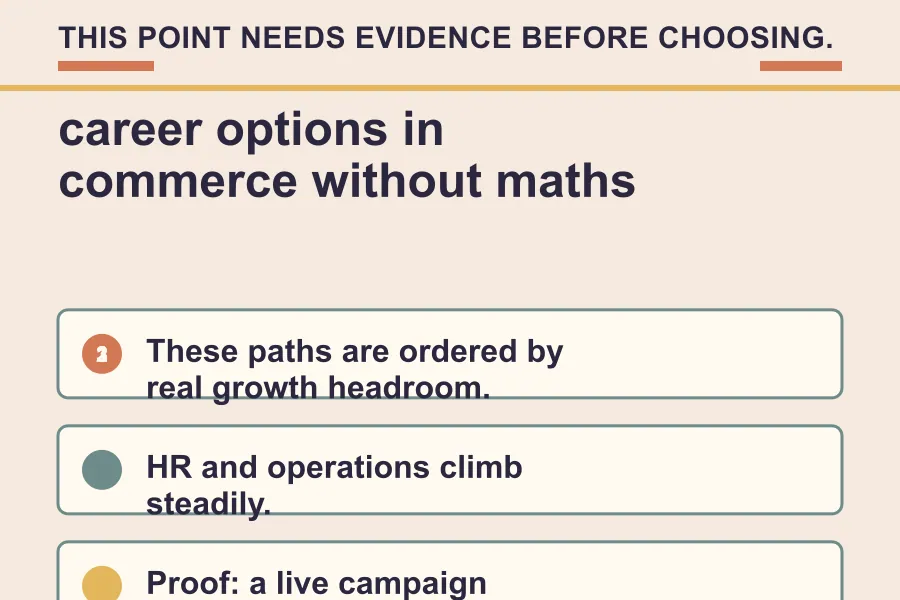 THIS POINT NEEDS EVIDENCE BEFORE CHOOSING.
career options in
commerce without maths
These paths are ordered by
real growth headroom.
HR and operations climb
steadily.
Proof: a live campaign